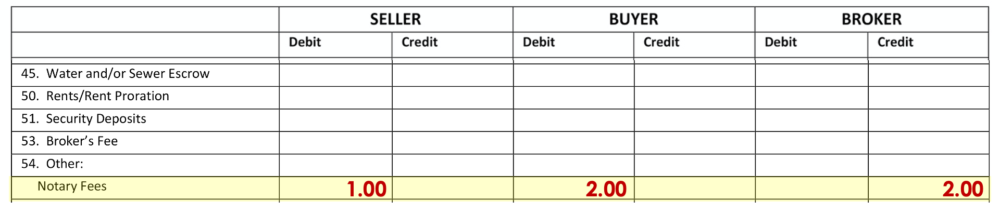 SELLER BUYER BROKER
Debit Credit Debit Credit Debit Credit
45. Water and/or Sewer Escrow
50. Rents/Rent Proration
51. Security Deposits
53. Broker’s Fee
54. Other:
Notary Fees 1.00 2.00 2.00